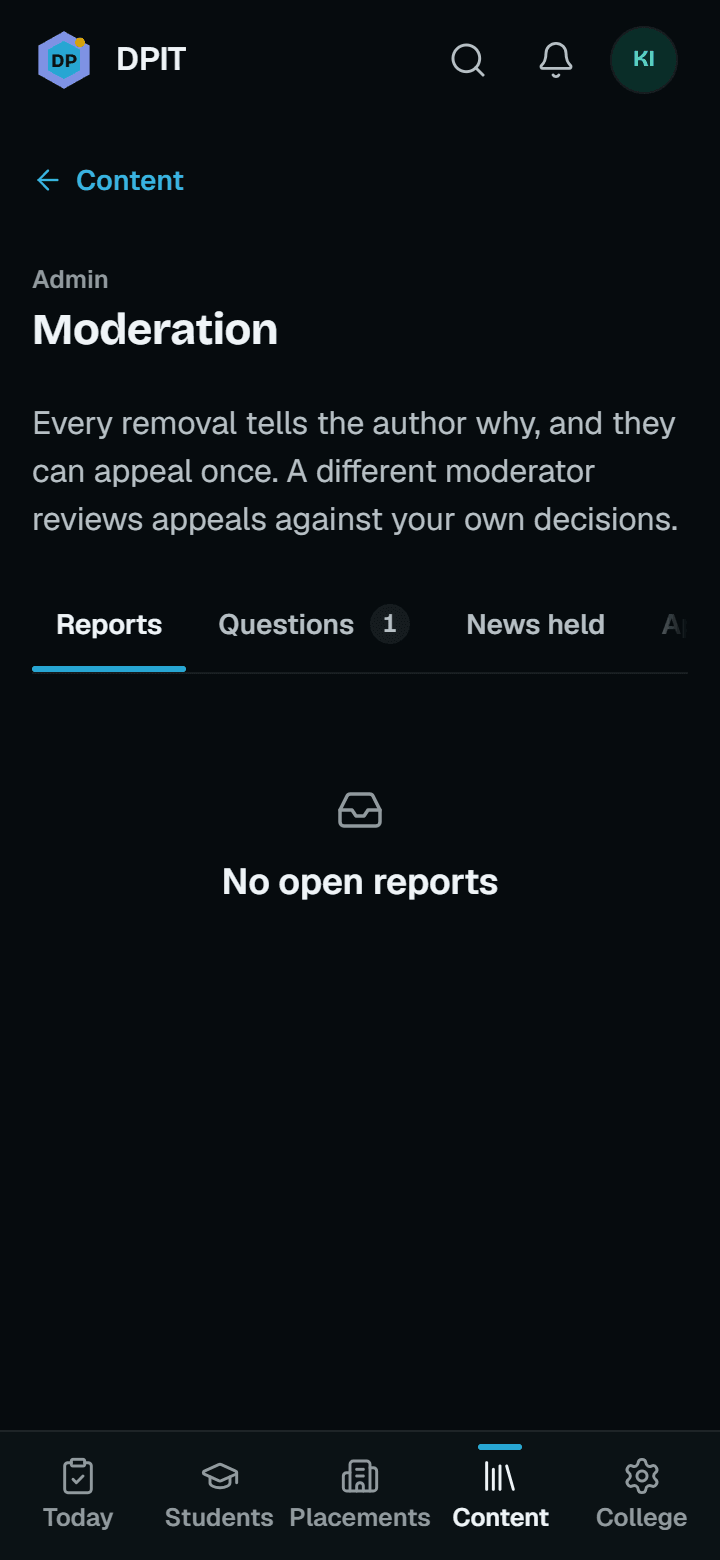 DP
DPIT
KI
Content
Admin
Moderation
Every removal tells the author why, and they
can appeal once. A different moderator
reviews appeals against your own decisions.
Reports Questions 1 News held
No open reports
Today Students Placements Content College